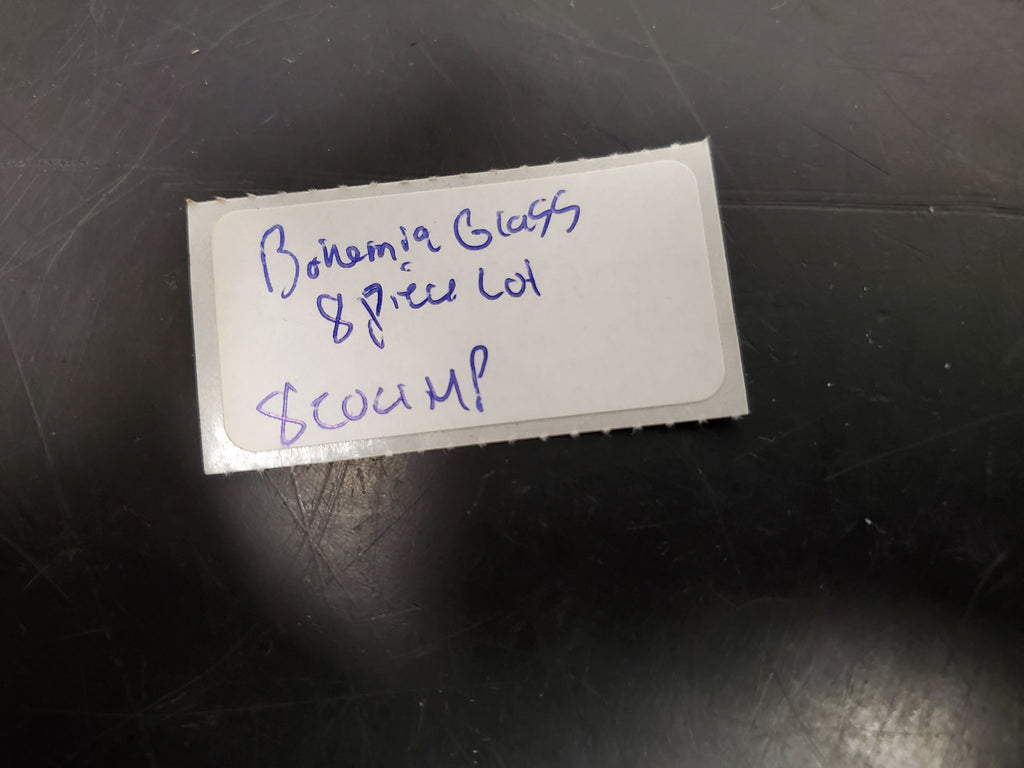 Bohemia Glass
8 piece Lot